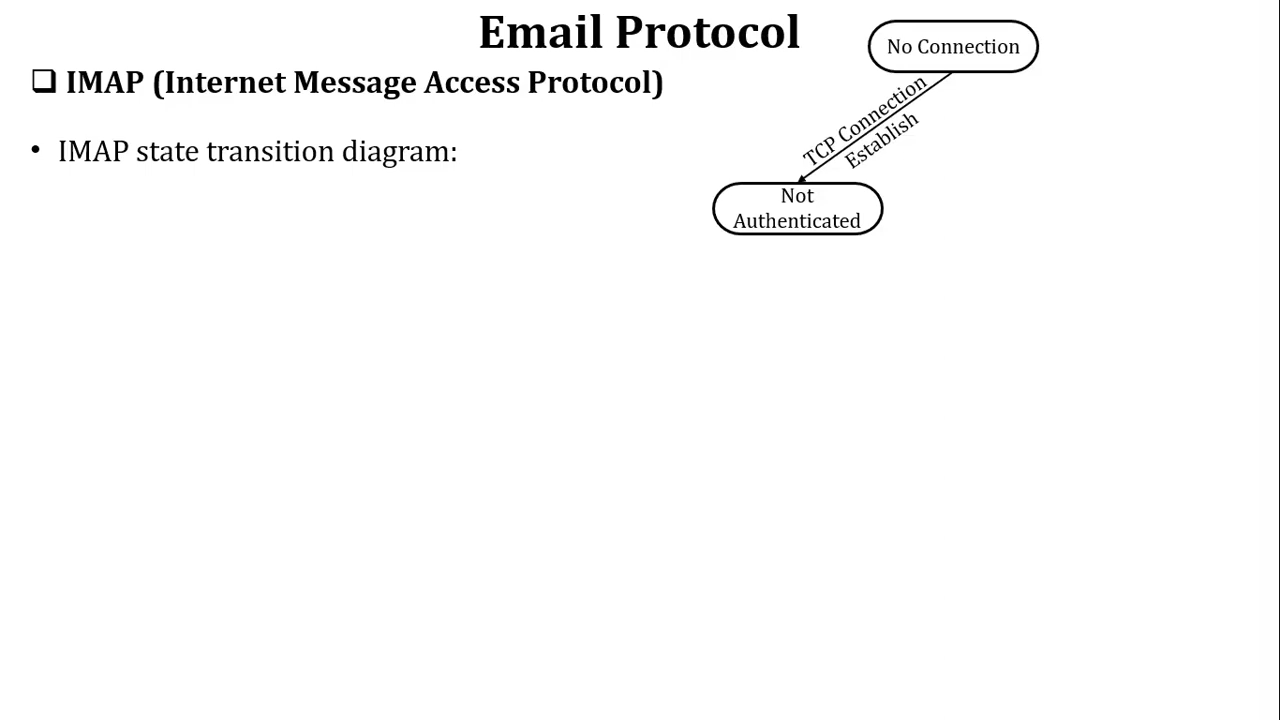 Email Protocol
❑ IMAP (Internet Message Access Protocol)
• IMAP state transition diagram:
No Connection
TCP Connection
Establish
Not
Authenticated